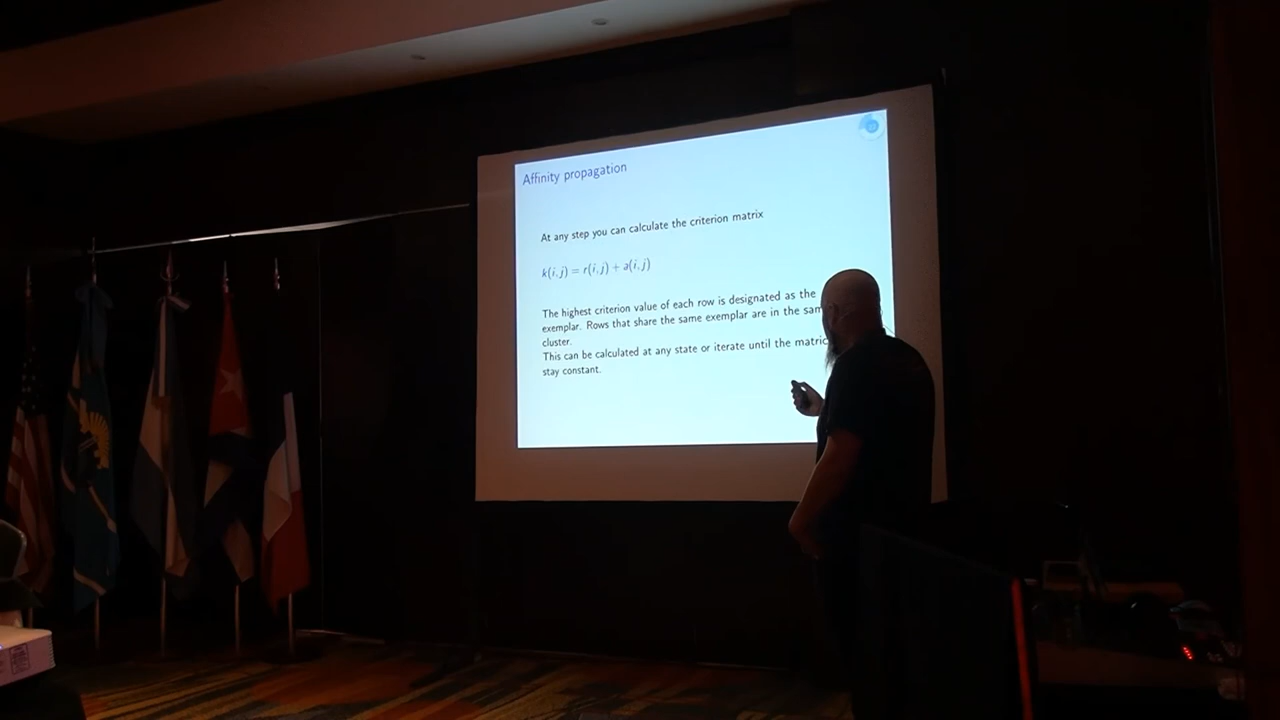 Affinity propagation
At any step you can calculate the criterion matrix
k(i, j) = r(i, j) + a(i, j)
The highest criterion value of each row is designated as the
exemplar. Rows that share the same exemplar are in the
cluster.
This can be calculated at any state or iterate until the
stay constant.